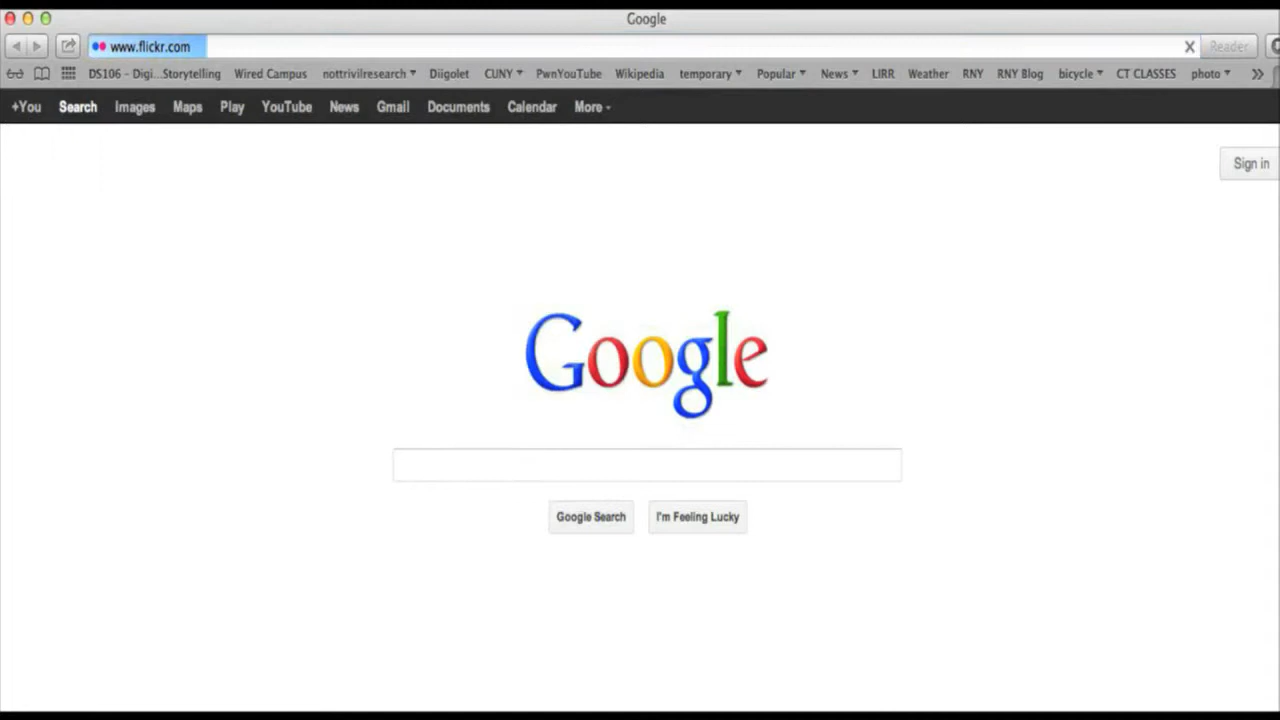 Google
www.flickr.com
Reader
DS106 - Digi...Storytelling Wired Campus nottrivilresearch Diigolet CUNY PwnYouTube Wikipedia temporary Popular News LIRR Weather RNY RNY Blog bicycle CT CLASSES photo
+You Search Images Maps Play YouTube News Gmail Documents Calendar More
Sign in
Google
Google Search I'm Feeling Lucky